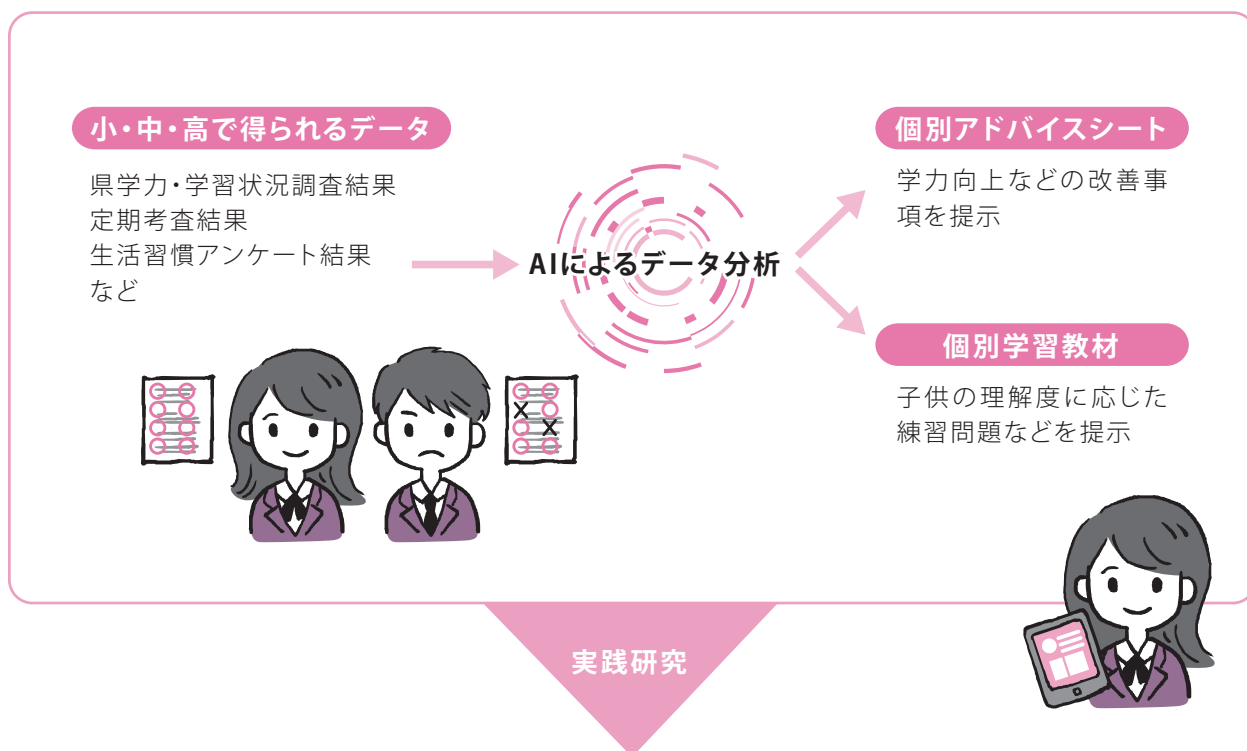 小・中・高で得られるデータ
県学力・学習状況調査結果
定期考査結果
生活習慣アンケート結果
など
AIによるデータ分析
個別アドバイスシート
学力向上などの改善事
項を提示
個別学習教材
子供の理解度に応じた
練習問題などを提示
実践研究